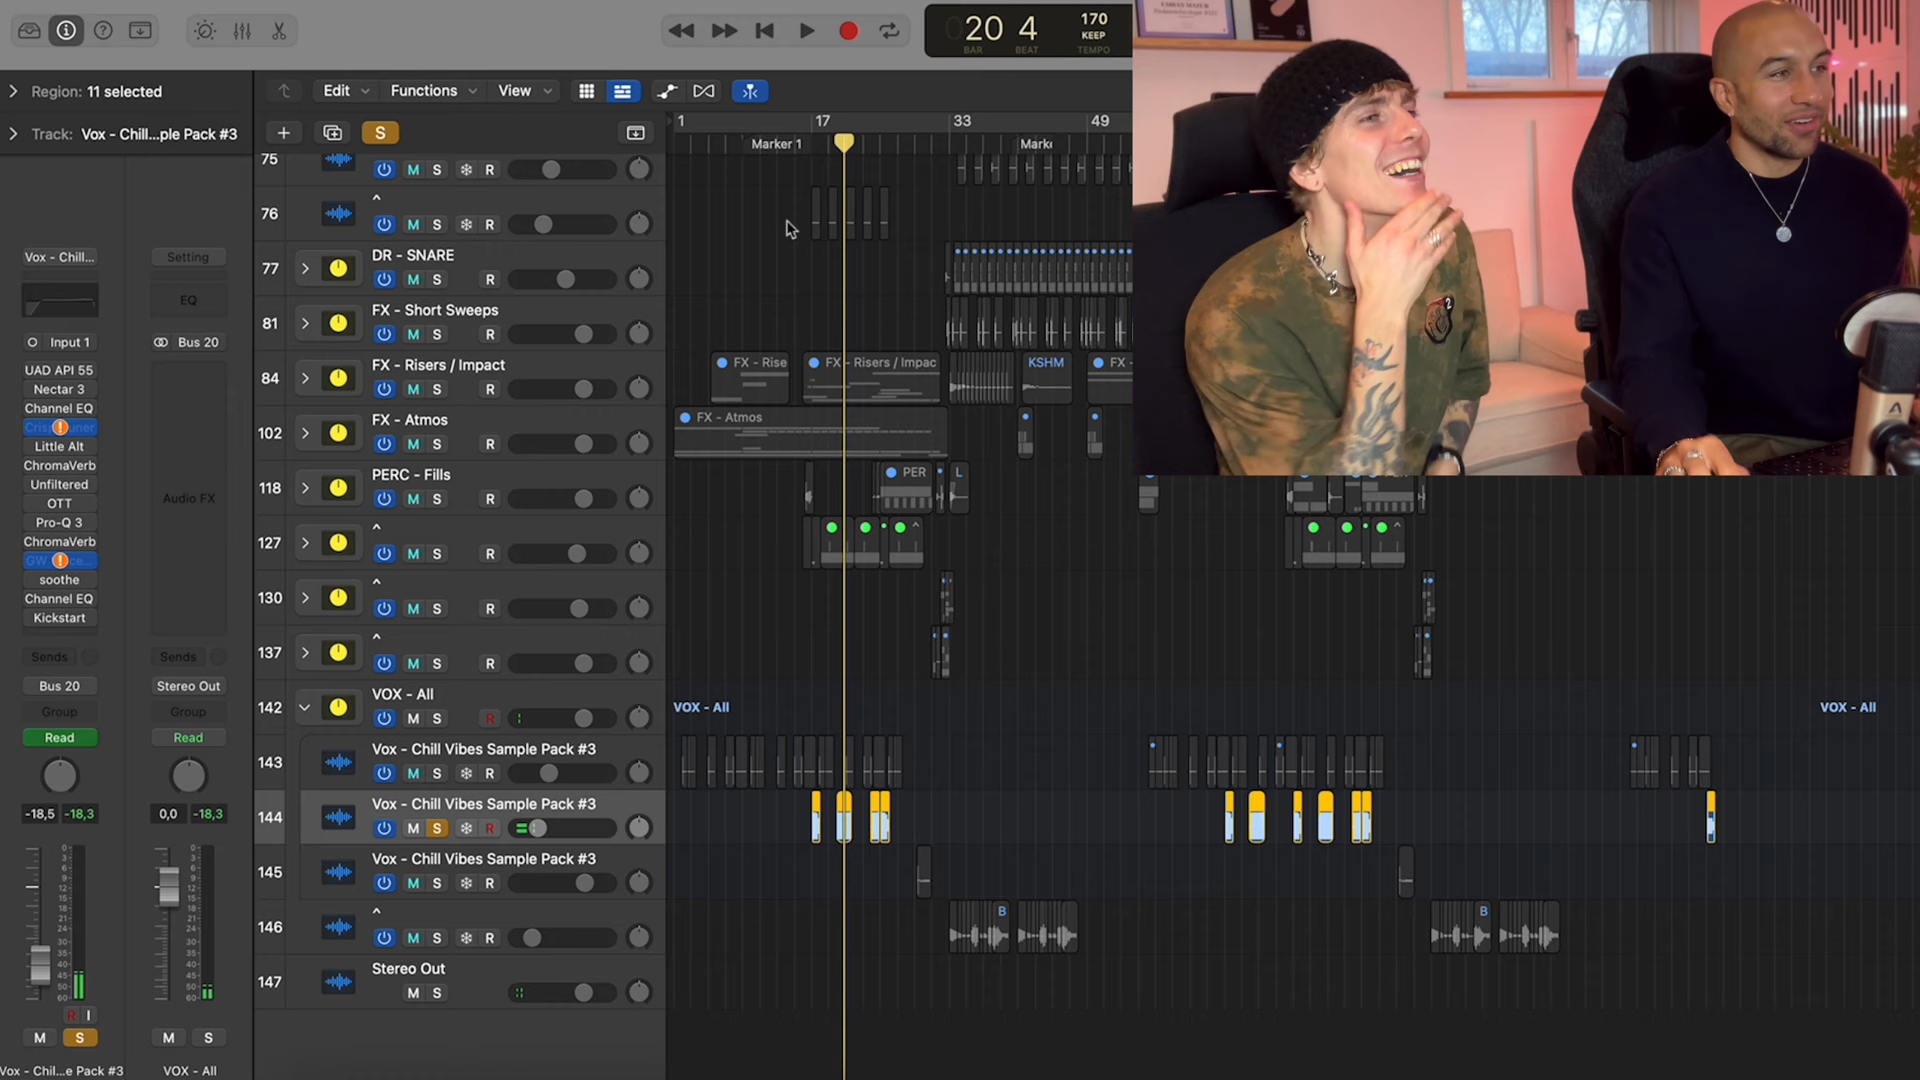 20 4
BAR BEAT
170
KEEP
TEMPO
Region: 11 selected
Track: Vox - Chill...ple Pack #3
Edit Functions View
S
1 17 33 49
Marker 1
75
M S R
76
M S R
77 DR - SNARE
M S R
81 FX - Short Sweeps
M S R
84 FX - Risers / Impact
M S R
FX - Rise
FX - Risers / Impac
KSHM
FX -
102 FX - Atmos
M S R
FX - Atmos
118 PERC - Fills
M S R
PER
L
127
M S R
130
M S R
137
M S R
142 VOX - All
M S R
VOX - All
VOX - All
143 Vox - Chill Vibes Sample Pack #3
M S R
144 Vox - Chill Vibes Sample Pack #3
M S R
145 Vox - Chill Vibes Sample Pack #3
M S R
146
M S R
B
B
147 Stereo Out
M S
Vox - Chill...
Setting
EQ
Input 1
Bus 20
UAD API 55
Nectar 3
Channel EQ
Little Alt
ChromaVerb
Unfiltered
OTT
Pro-Q 3
ChromaVerb
soothe
Channel EQ
Kickstart
Audio FX
Sends
Sends
Bus 20
Stereo Out
Group
Group
Read
Read
-18,5 -18,3
0,0 -18,3
R I
M S
M S
Vox - Chil...e Pack #3
VOX - All